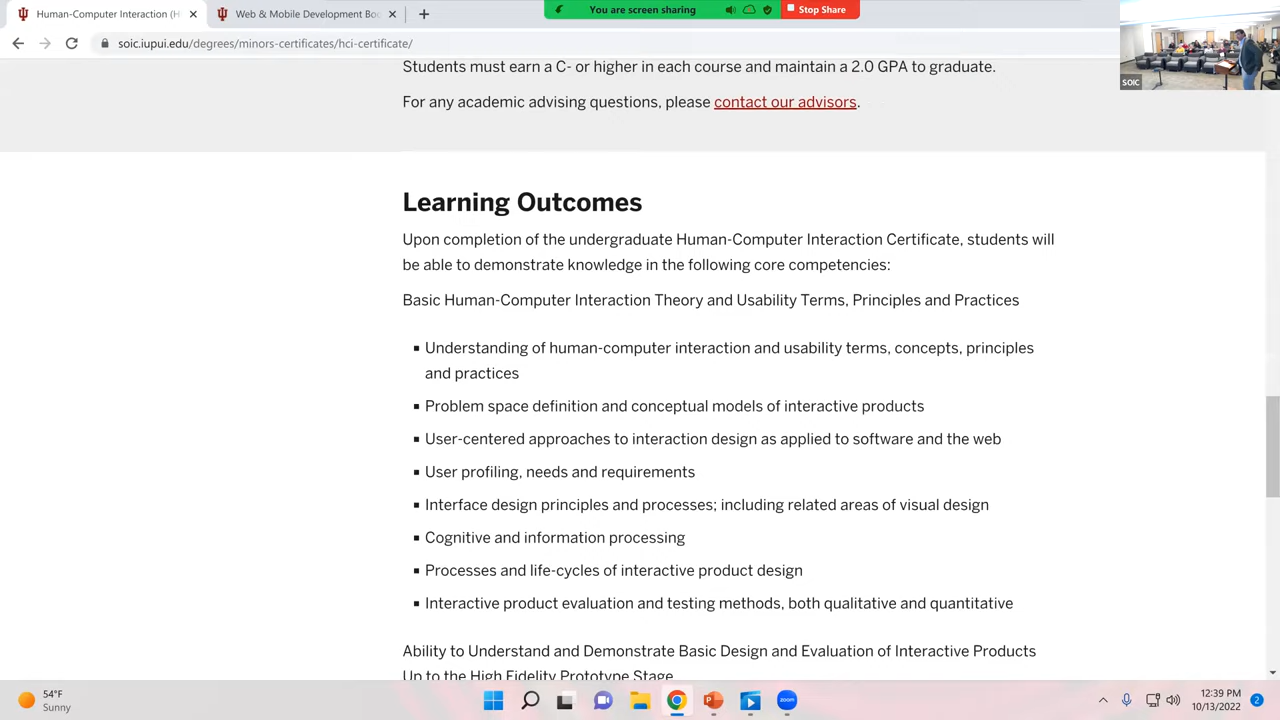 Human-Computer Interaction (H
Web & Mobile Development Boo
You are screen sharing
Stop Share
soic.iupui.edu/degrees/minors-certificates/hci-certificate/
SOIC
Students must earn a C- or higher in each course and maintain a 2.0 GPA to graduate.
For any academic advising questions, please contact our advisors.
Learning Outcomes
Upon completion of the undergraduate Human-Computer Interaction Certificate, students will
be able to demonstrate knowledge in the following core competencies:
Basic Human-Computer Interaction Theory and Usability Terms, Principles and Practices
Understanding of human-computer interaction and usability terms, concepts, principles
and practices
Problem space definition and conceptual models of interactive products
User-centered approaches to interaction design as applied to software and the web
User profiling, needs and requirements
Interface design principles and processes; including related areas of visual design
Cognitive and information processing
Processes and life-cycles of interactive product design
Interactive product evaluation and testing methods, both qualitative and quantitative
Ability to Understand and Demonstrate Basic Design and Evaluation of Interactive Products
Up to the High Fidelity Prototype Stage
54°F
Sunny
zoom
12:39 PM
10/13/2022
2